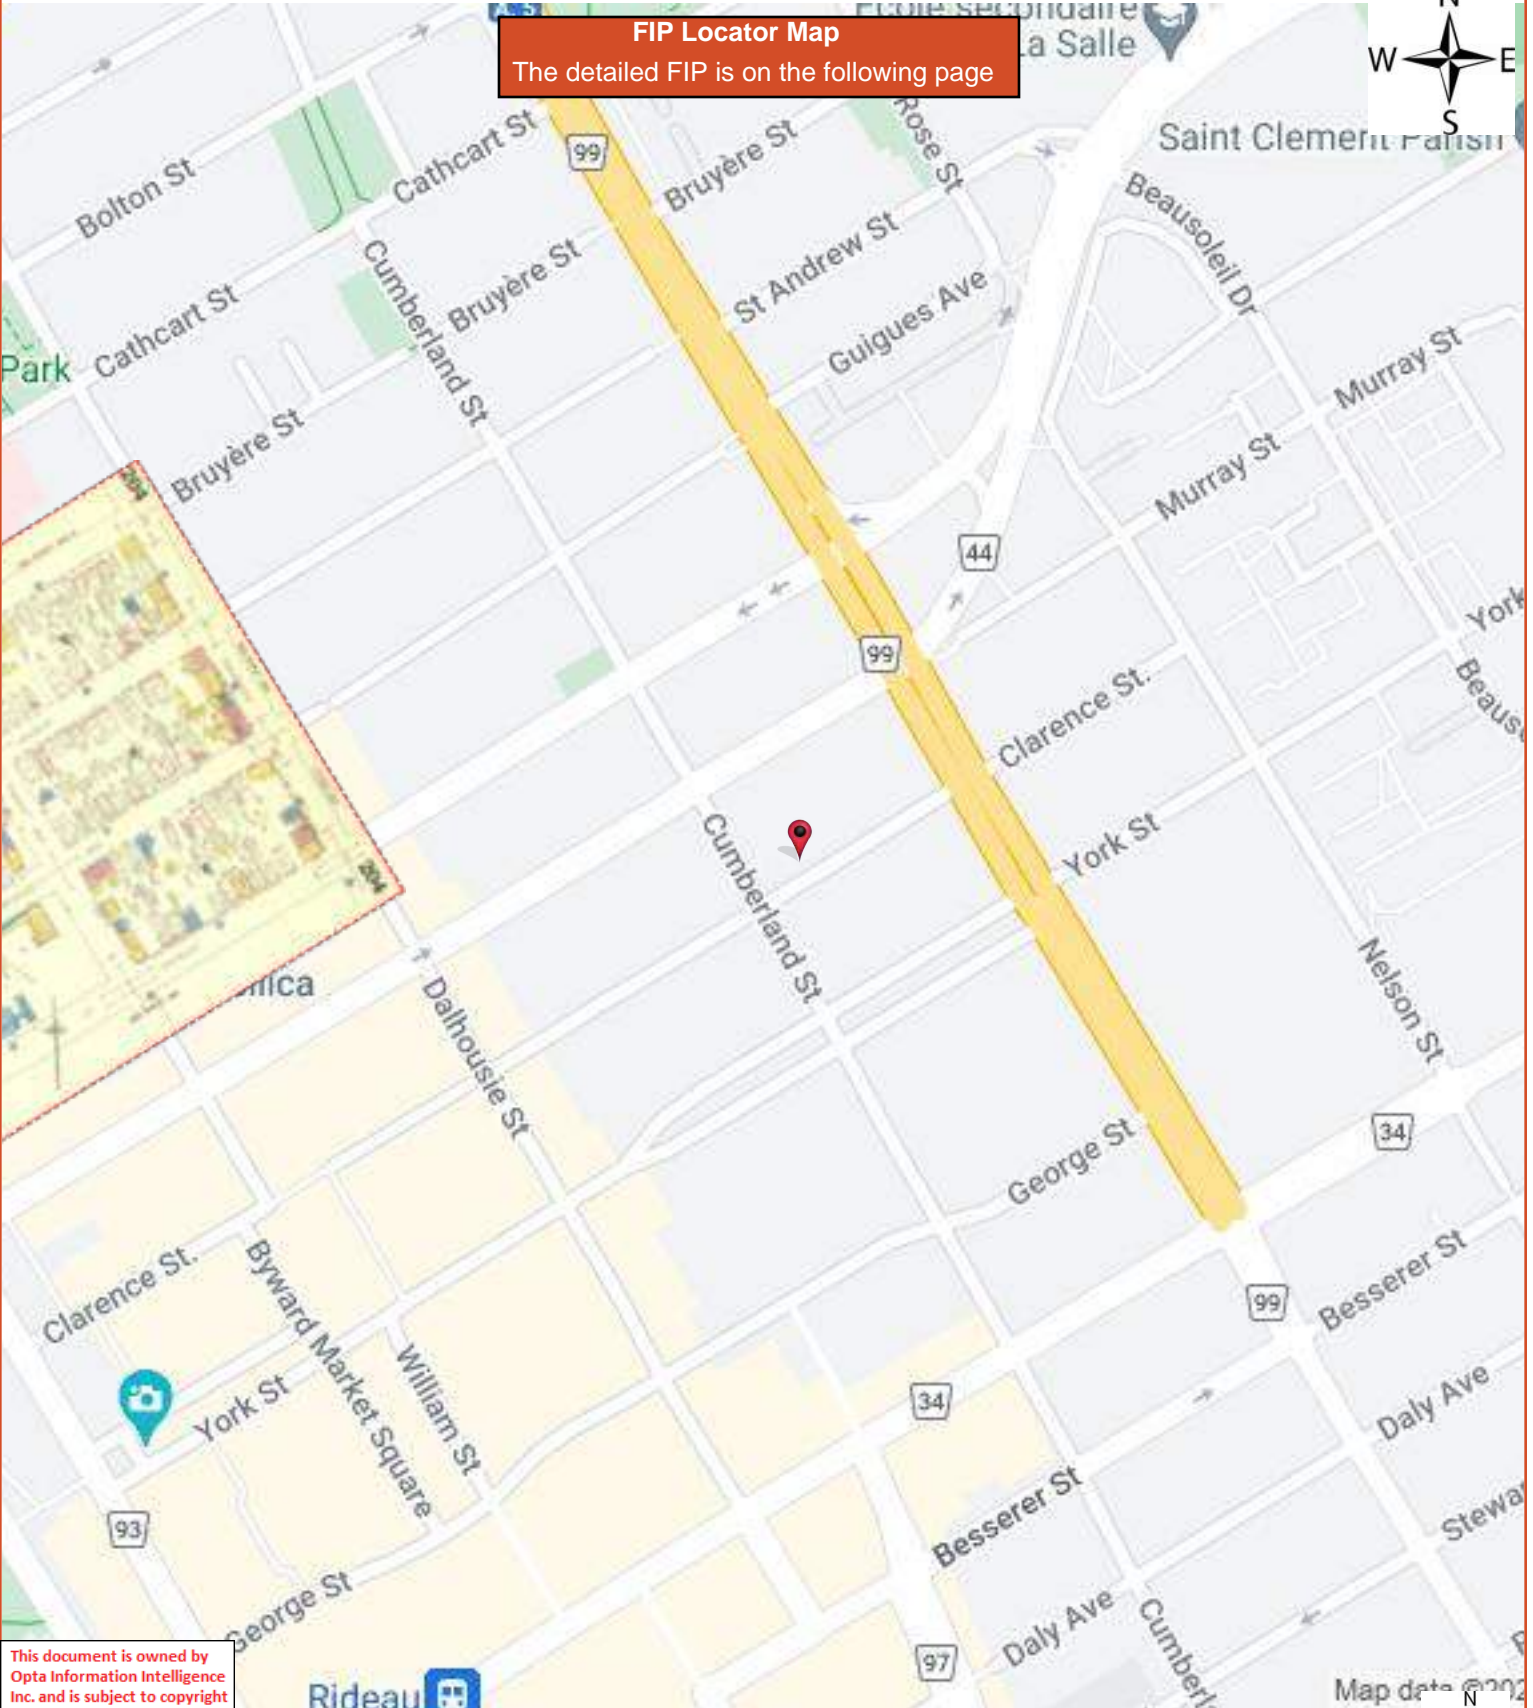 N
W E
S
FIP Locator Map
The detailed FIP is on the following page
La Salle
Saint Clement Parish
99
Cathcart St
Bruyère St
Rose St
Bolton St
Beausoleil Dr
St Andrew St
Cumberland St
Bruyère St
Guigues Ave
Cathcart St
Park
Murray St
Bruyère St
204
Murray St
44
York
99
Clarence St.
York St
Cumberland St
204
Dalhousie St
Nelson St
34
George St
Clarence St.
Byward Market Square
Besserer St
99
William St
York St
34
Daly Ave
93
Besserer St
George St
Daly Ave
97
Rideau
Map data
N
This document is owned by
Opta Information Intelligence
Inc. and is subject to copyright